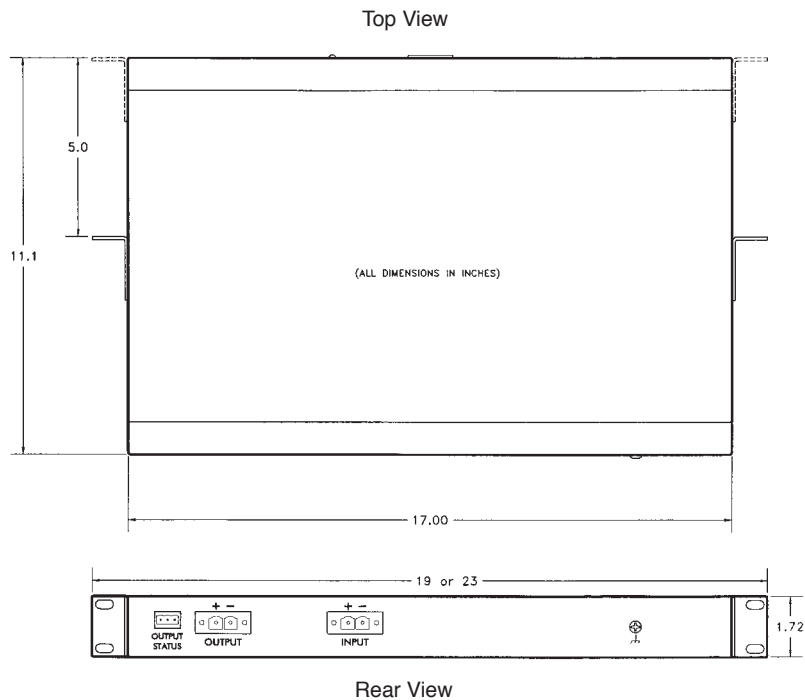 Top View
5.0
11.1
(ALL DIMENSIONS IN INCHES)
17.00
19 or 23
+ -
+ -
OUTPUT
STATUS
OUTPUT
INPUT
1.72
Rear View